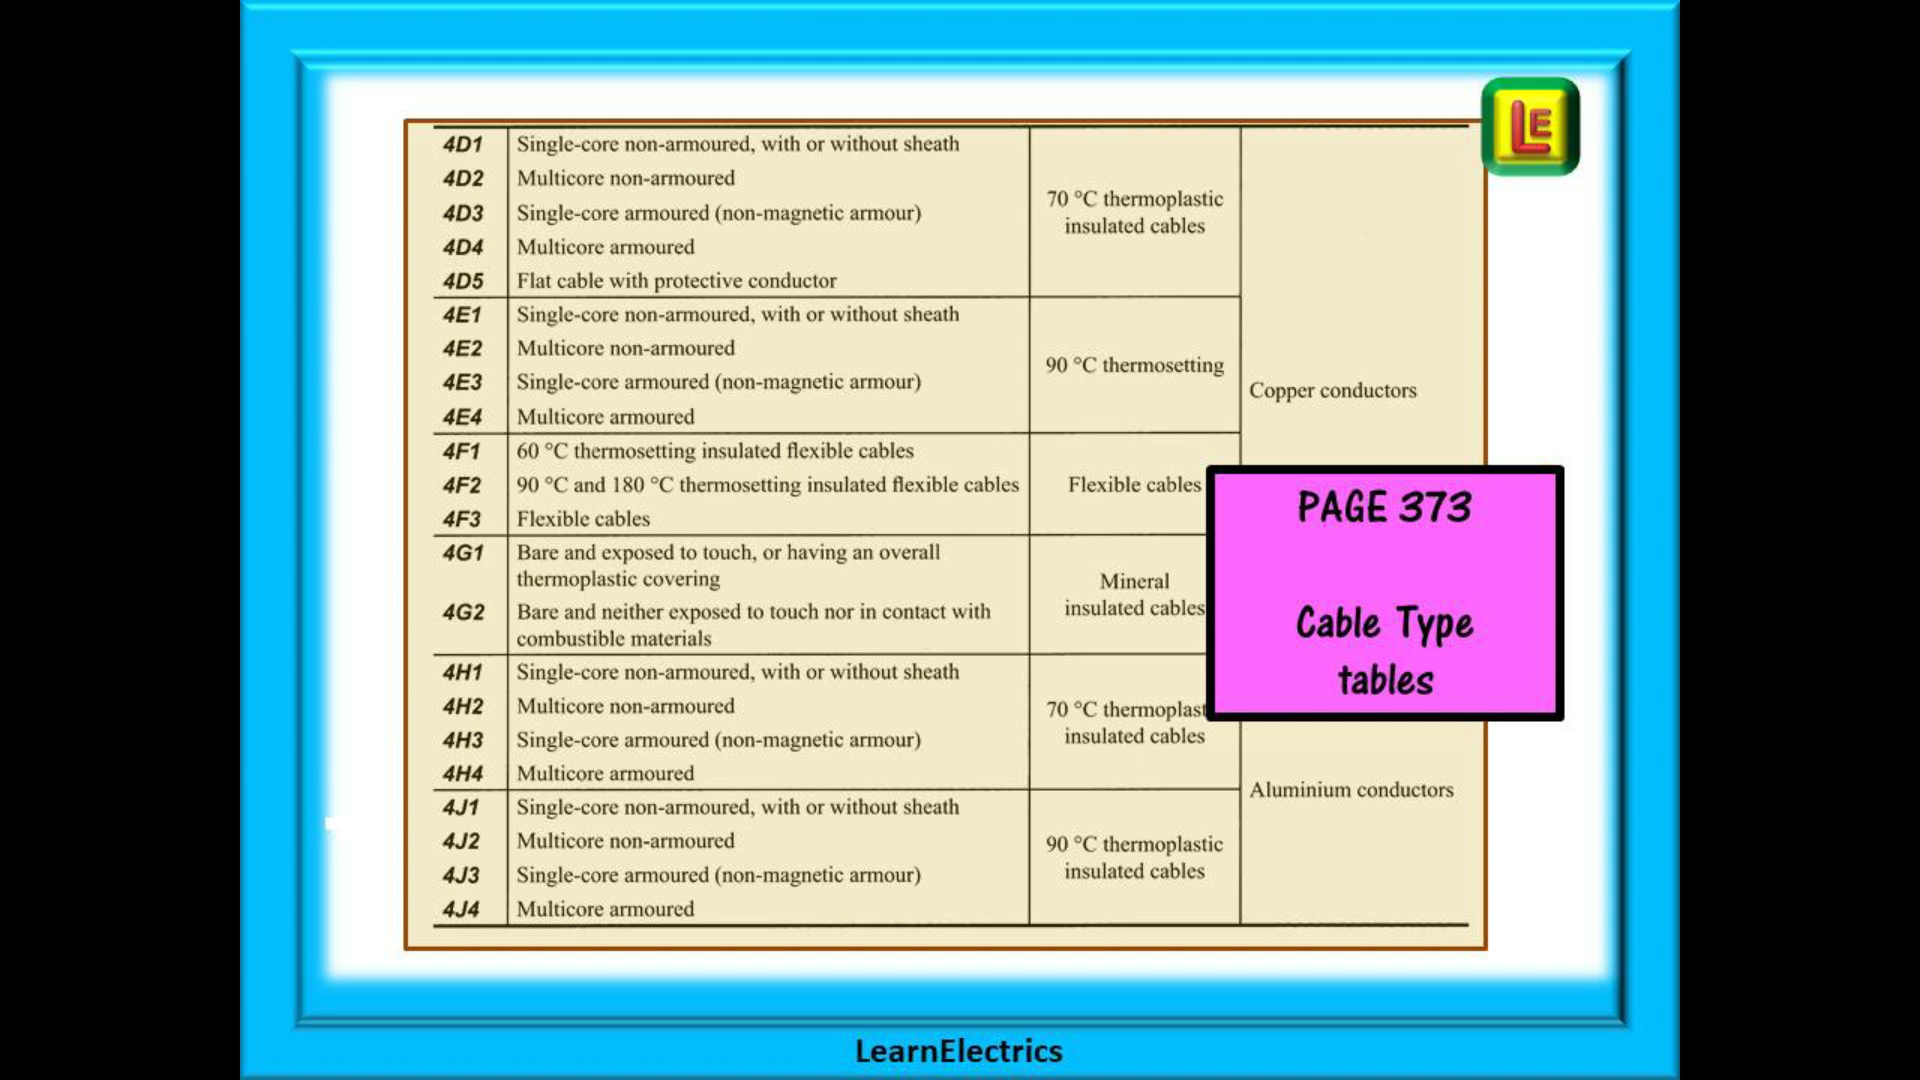 LE
4D1 Single-core non-armoured, with or without sheath
4D2 Multicore non-armoured
4D3 Single-core armoured (non-magnetic armour)
4D4 Multicore armoured
4D5 Flat cable with protective conductor
70 °C thermoplastic
insulated cables
4E1 Single-core non-armoured, with or without sheath
4E2 Multicore non-armoured
4E3 Single-core armoured (non-magnetic armour)
4E4 Multicore armoured
90 °C thermosetting
Copper conductors
4F1 60 °C thermosetting insulated flexible cables
4F2 90 °C and 180 °C thermosetting insulated flexible cables
4F3 Flexible cables
Flexible cables
4G1 Bare and exposed to touch, or having an overall
thermoplastic covering
4G2 Bare and neither exposed to touch nor in contact with
combustible materials
Mineral
insulated cables
PAGE 373
Cable Type
tables
4H1 Single-core non-armoured, with or without sheath
4H2 Multicore non-armoured
4H3 Single-core armoured (non-magnetic armour)
4H4 Multicore armoured
70 °C thermoplast
insulated cables
4J1 Single-core non-armoured, with or without sheath
4J2 Multicore non-armoured
4J3 Single-core armoured (non-magnetic armour)
4J4 Multicore armoured
90 °C thermoplastic
insulated cables
Aluminium conductors
LearnElectrics